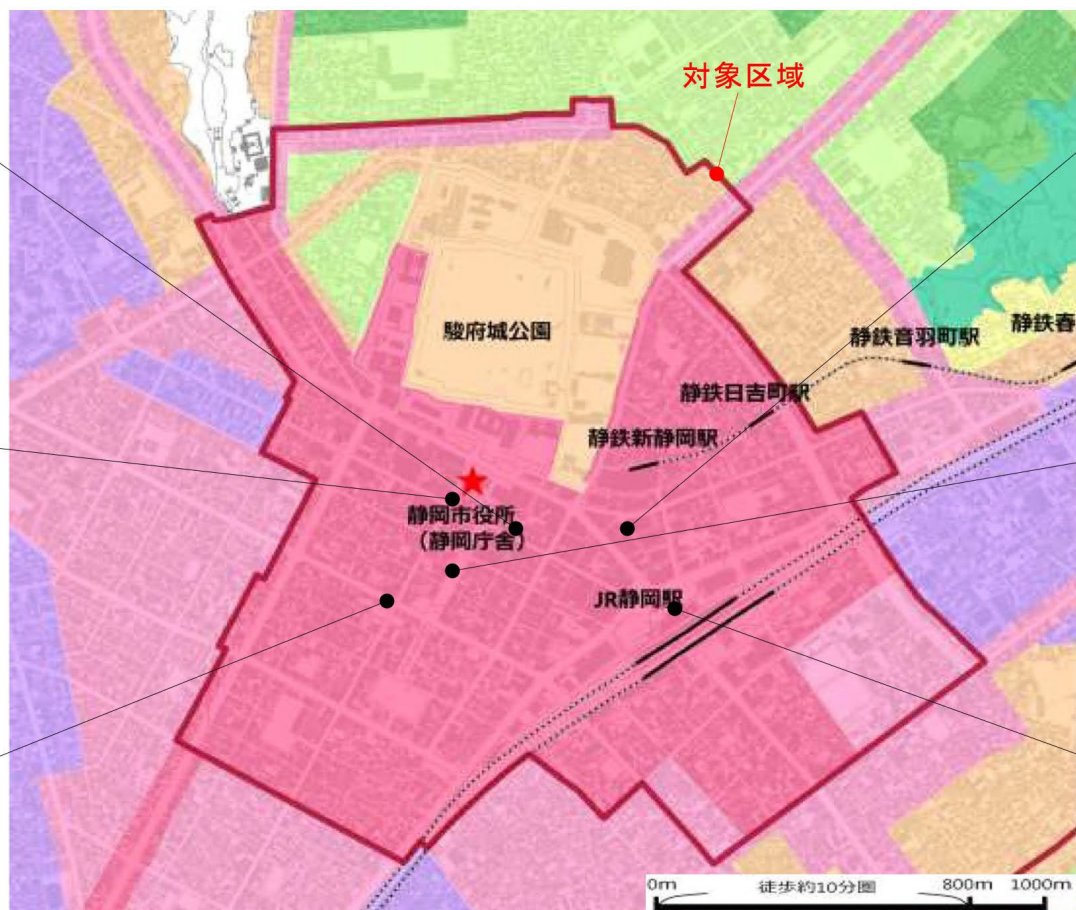 対象区域
駿府城公園
静鉄音羽町駅
静鉄春
静鉄日吉町駅
静鉄新静岡駅
静岡市役所
(静岡庁舎)
JR静岡駅
0m 徒歩約10分圏 800m 1000m